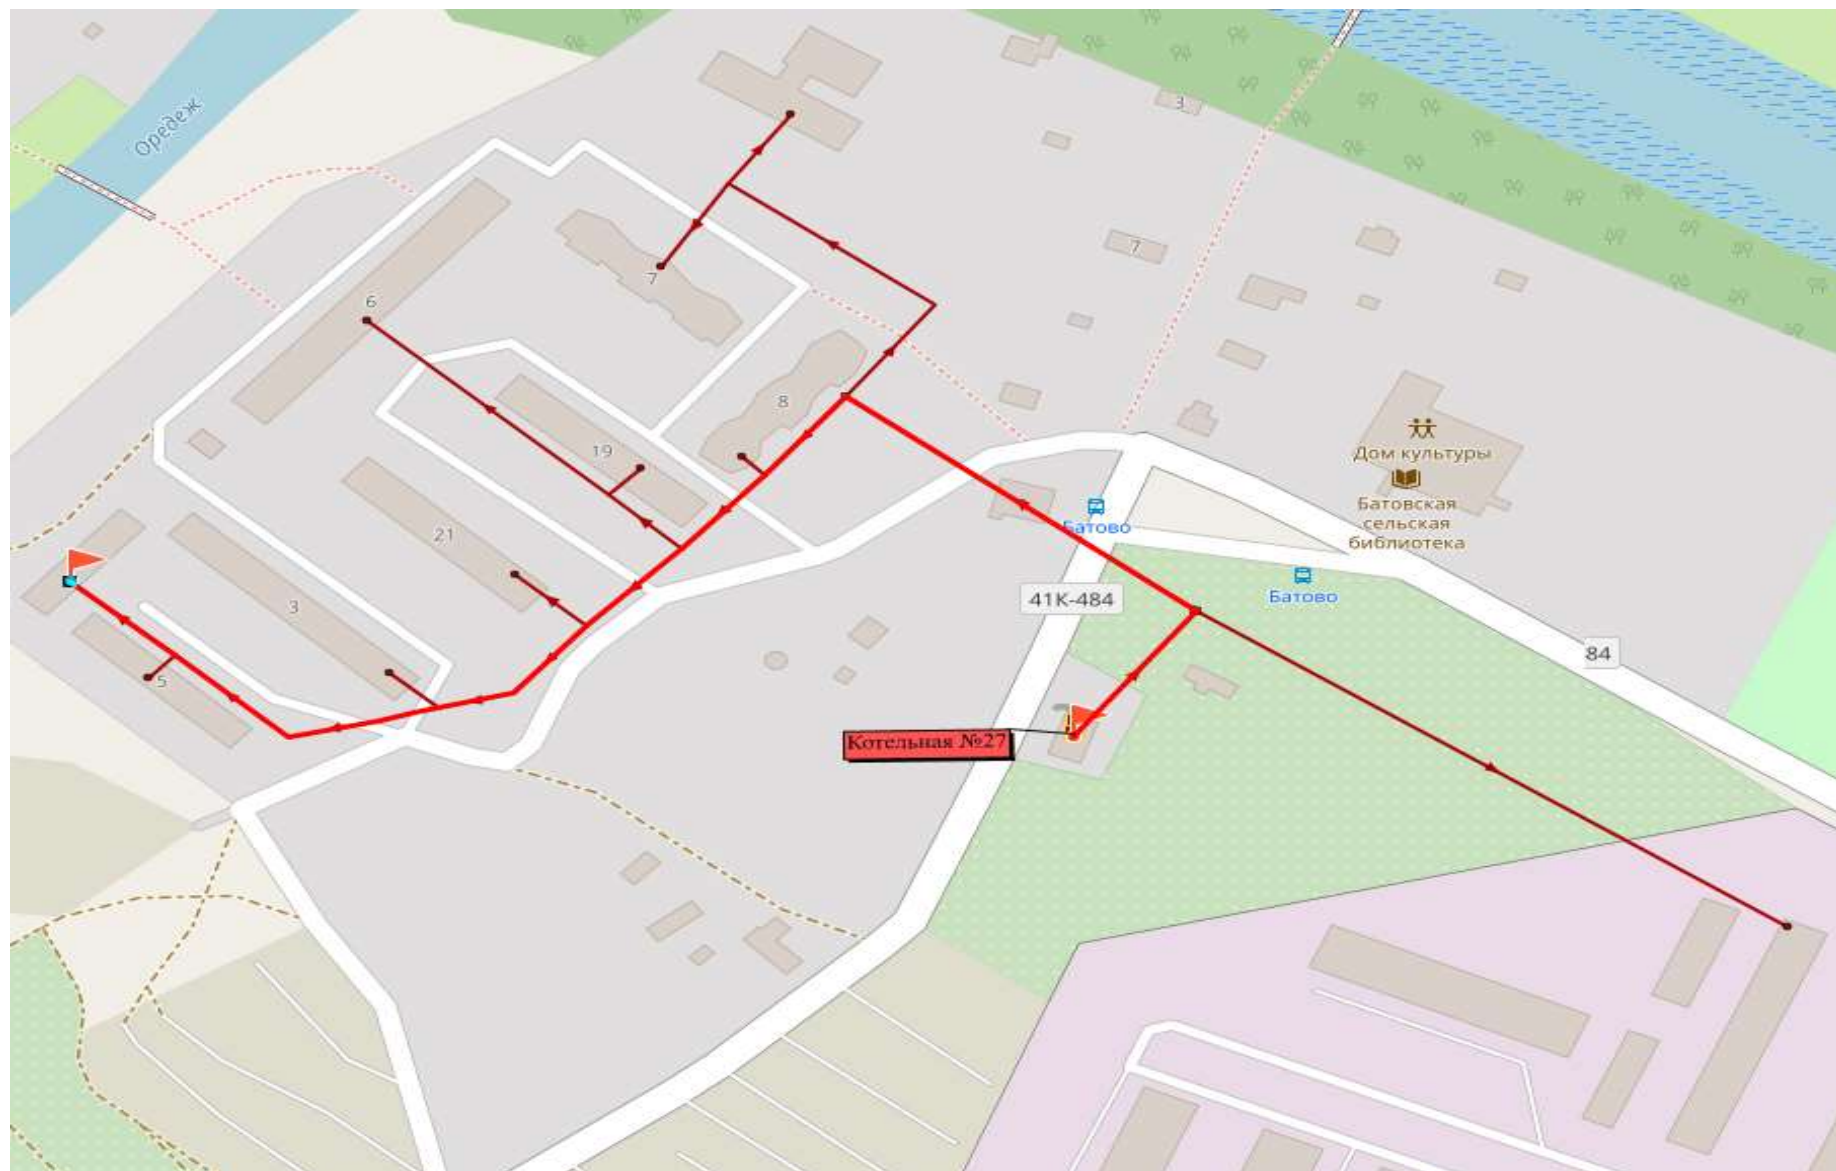 Оредеж
3
7
6
7
8
19
Дом культуры
Батовская
сельская
библиотека
Батово
21
Батово
41К-484
3
84
5
Котельная №27